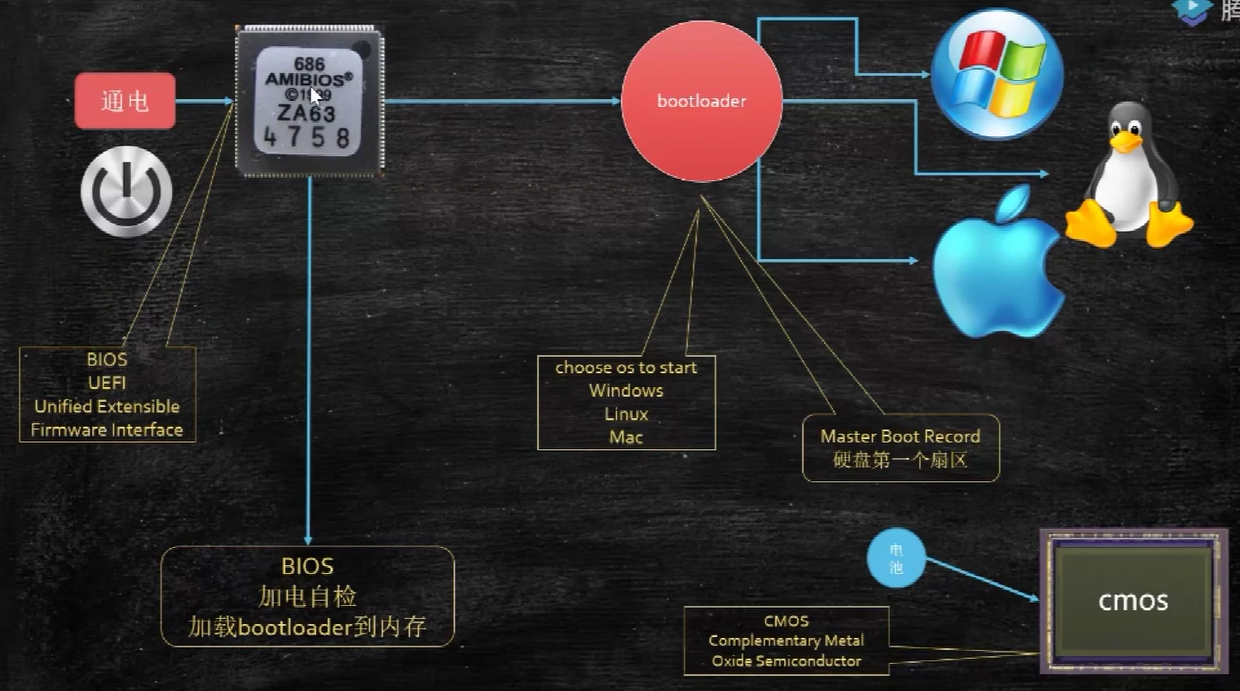 通电
686
AMIBIOS®
ZA63
4758
bootloader
BIOS
UEFI
Unified Extensible
Firmware Interface
choose os to start
Windows
Linux
Mac
Master Boot Record
硬盘第一个扇区
BIOS
加电自检
加载bootloader到内存
电
池
cmos
CMOS
Complementary Metal
Oxide Semiconductor